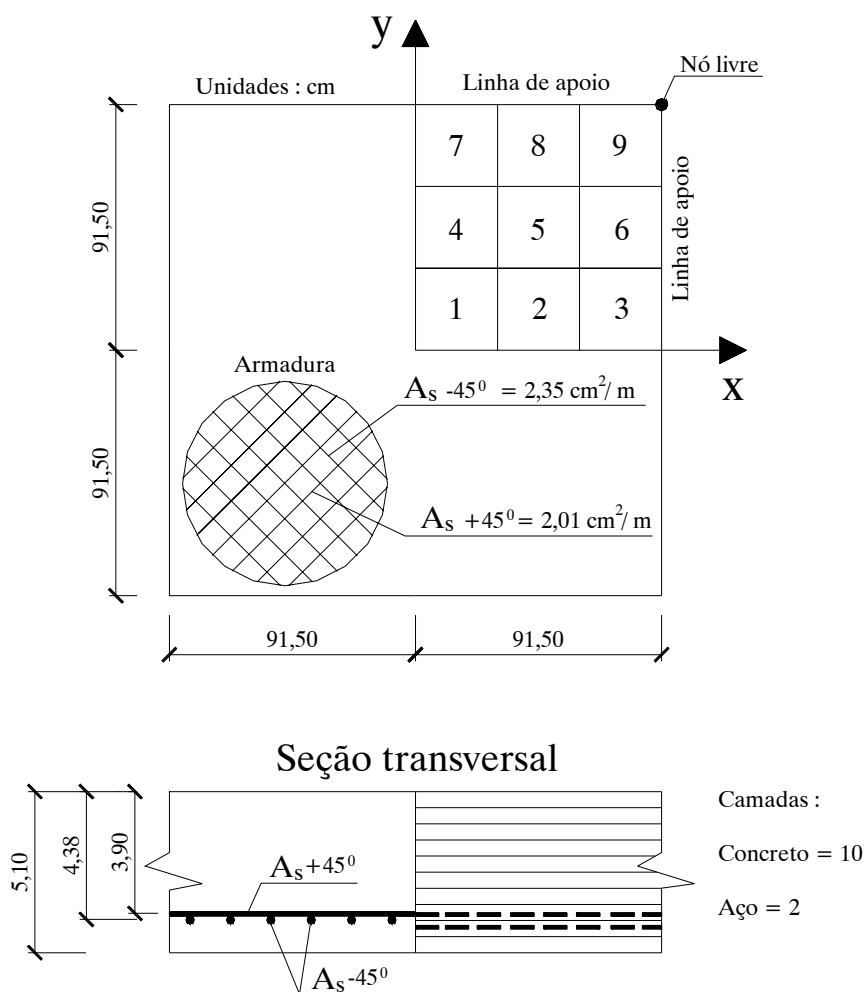 y
Nó livre
Unidades : cm
Linha de apoio
7 8 9
4 5 6
1 2 3
Linha de apoio
91,50
x
Armadura
As -45⁰ = 2,35 cm²/ m
As +45⁰ = 2,01 cm²/ m
91,50
91,50
91,50
Seção transversal
Camadas :
Concreto = 10
Aço = 2
5,10
4,38
3,90
As +45⁰
As -45⁰